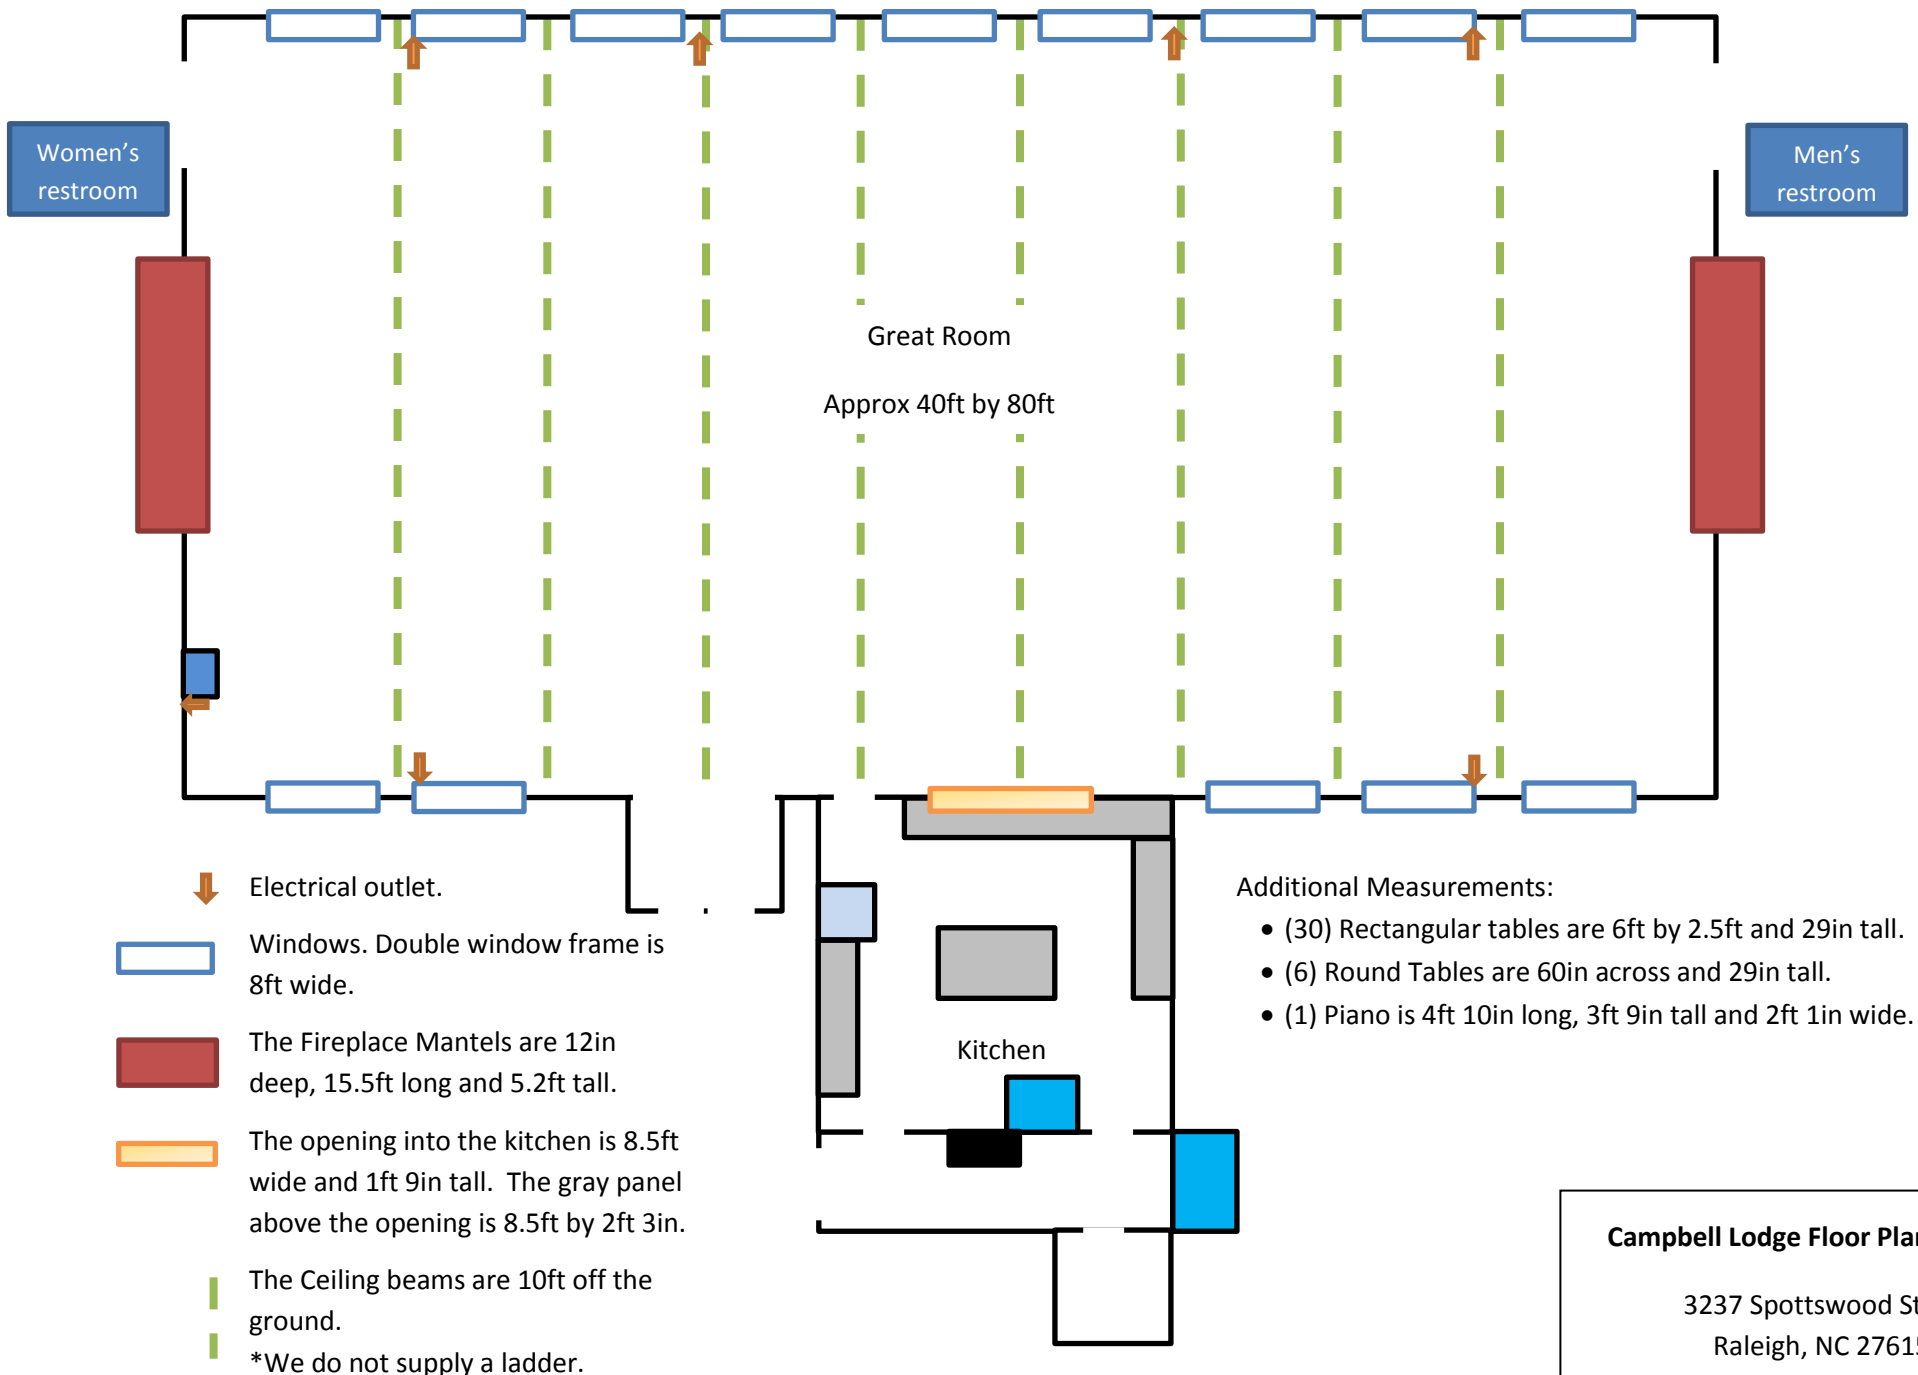 Women's
restroom
Men's
restroom
Great Room
Approx 40ft by 80ft
Electrical outlet.
Windows. Double window frame is
8ft wide.
The Fireplace Mantels are 12in
deep, 15.5ft long and 5.2ft tall.
The opening into the kitchen is 8.5ft
wide and 1ft 9in tall.  The gray panel
above the opening is 8.5ft by 2ft 3in.
The Ceiling beams are 10ft off the
ground.
*We do not supply a ladder.
Kitchen
Additional Measurements:
• (30) Rectangular tables are 6ft by 2.5ft and 29in tall.
• (6) Round Tables are 60in across and 29in tall.
• (1) Piano is 4ft 10in long, 3ft 9in tall and 2ft 1in wide.
Campbell Lodge Floor Plan
3237 Spottswood St
Raleigh, NC 27615